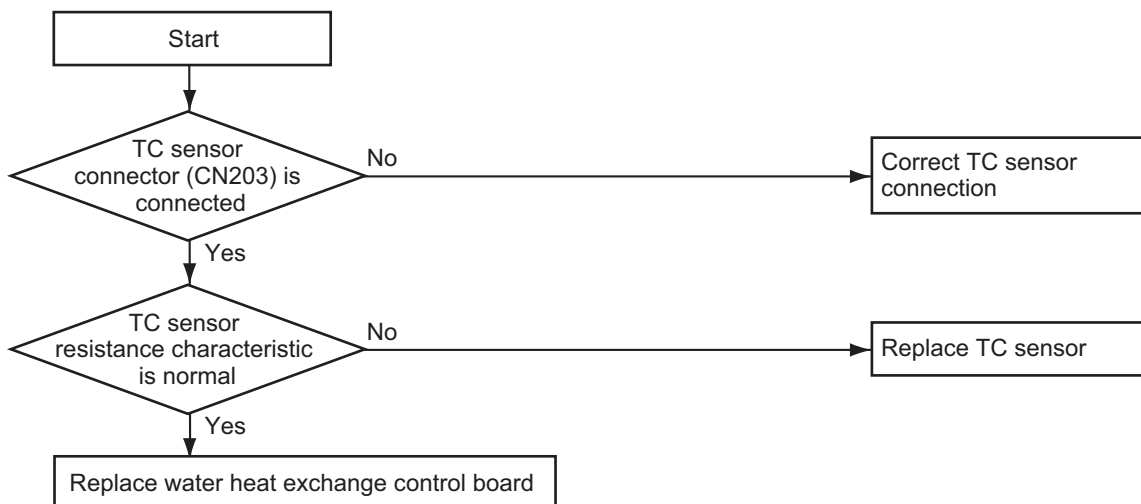 Start
TC sensor
connector (CN203) is
connected
No
Correct TC sensor
connection
Yes
TC sensor
resistance characteristic
is normal
No
Replace TC sensor
Yes
Replace water heat exchange control board